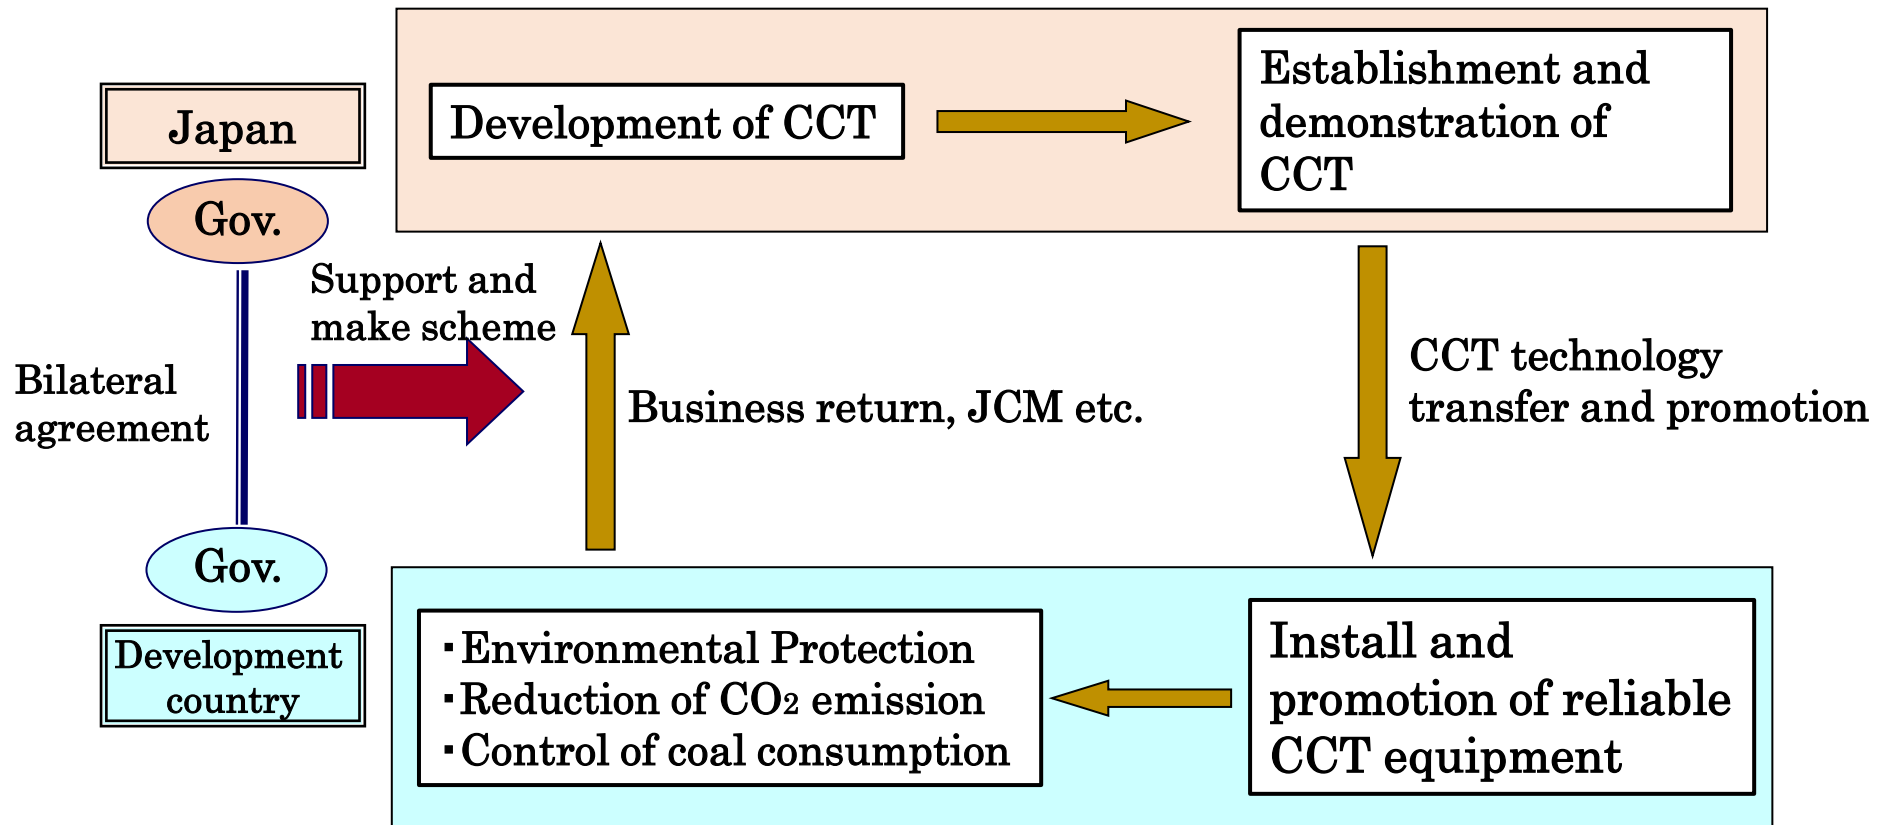 Japan
Gov.
Development of CCT
Establishment and
demonstration of
CCT
Support and
make scheme
Bilateral
agreement
Business return, JCM etc.
CCT technology
transfer and promotion
Gov.
Development
country
・Environmental Protection
・Reduction of CO2 emission
・Control of coal consumption
Install and
promotion of reliable
CCT equipment